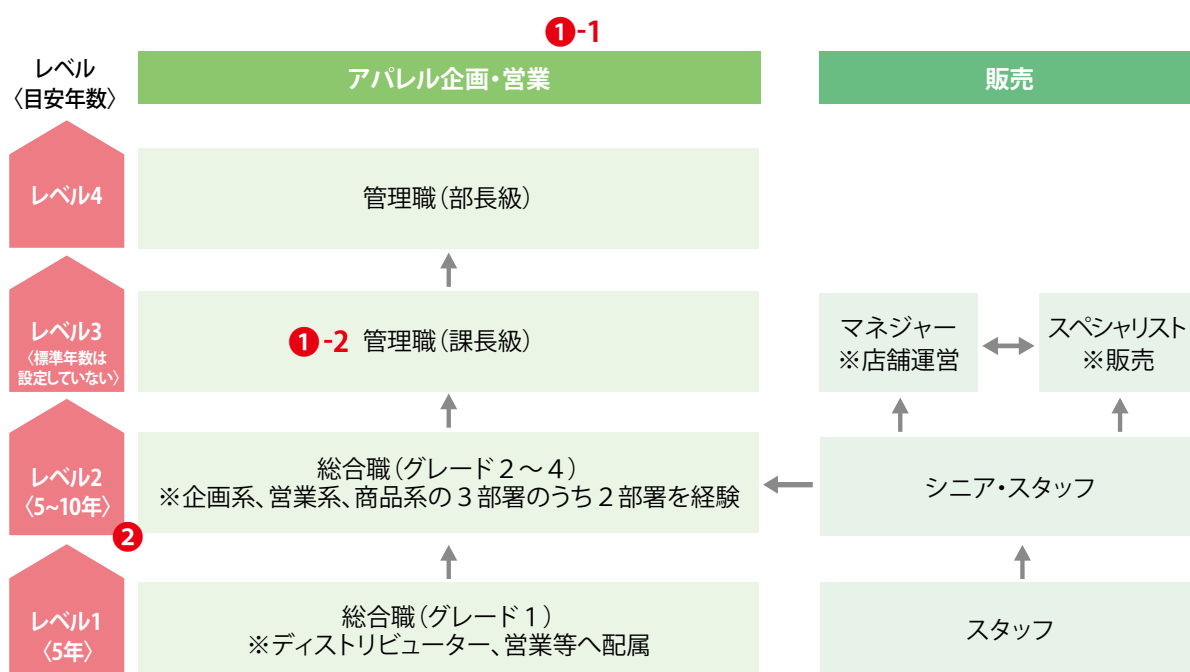 ❶-1
レベル
〈目安年数〉
アパレル企画・営業
販売
レベル4
管理職（部長級）
レベル3
〈標準年数は
設定していない〉
❶-2 管理職（課長級）
マネジャー
※店舗運営
スペシャリスト
※販売
レベル2
〈5~10年〉
❷
総合職（グレード２～４）
※企画系、営業系、商品系の３部署のうち２部署を経験
シニア・スタッフ
レベル1
〈5年〉
総合職（グレード１）
※ディストリビューター、営業等へ配属
スタッフ